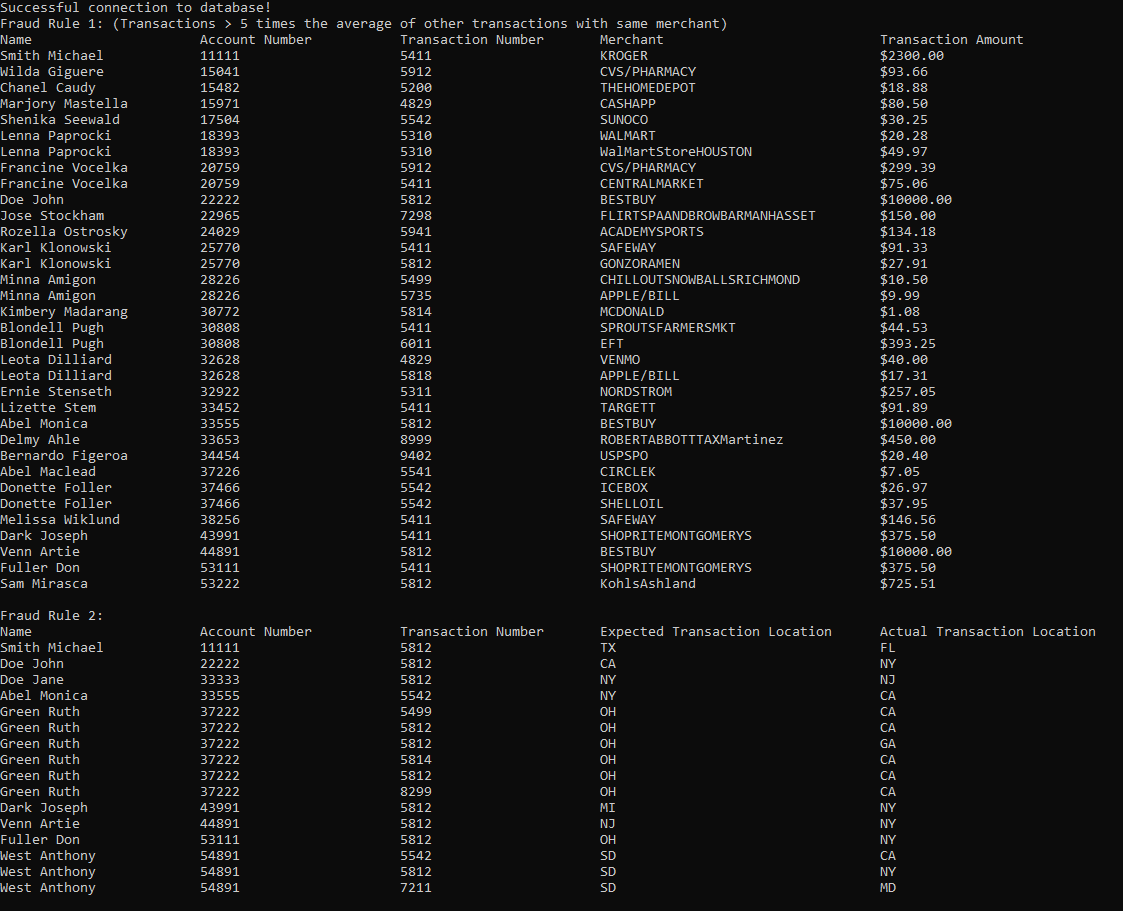 Successful connection to database!
Fraud Rule 1: (Transactions > 5 times the average of other transactions with same merchant)
Name Account Number Transaction Number Merchant Transaction Amount
Smith Michael 11111 5411 KROGER $2300.00
Wilda Giguere 15041 5912 CVS/PHARMACY $93.66
Chanel Caudy 15482 5200 THEHOMEDEPOT $18.88
Marjory Mastella 15971 4829 CASHAPP $80.50
Shenika Seewald 17504 5542 SUNOCO $30.25
Lenna Paprocki 18393 5310 WALMART $20.28
Lenna Paprocki 18393 5310 WalMartStoreHOUSTON $49.97
Francine Vocelka 20759 5912 CVS/PHARMACY $299.39
Francine Vocelka 20759 5411 CENTRALMARKET $75.06
Doe John 22222 5812 BESTBUY $10000.00
Jose Stockham 22965 7298 FLIRTSPAANDBROWBARMANHASSET $150.00
Rozella Ostrosky 24029 5941 ACADEMYSPORTS $134.18
Karl Klonowski 25770 5411 SAFEWAY $91.33
Karl Klonowski 25770 5812 GONZORAMEN $27.91
Minna Amigon 28226 5499 CHILLOUTSNOWBALLSRICHMOND $10.50
Minna Amigon 28226 5735 APPLE/BILL $9.99
Kimbery Madarang 30772 5814 MCDONALD $1.08
Blondell Pugh 30808 5411 SPROUTSFARMERSMKT $44.53
Blondell Pugh 30808 6011 EFT $393.25
Leota Dilliard 32628 4829 VENMO $40.00
Leota Dilliard 32628 5818 APPLE/BILL $17.31
Ernie Stenseth 32922 5311 NORDSTROM $257.05
Lizette Stem 33452 5411 TARGETT $91.89
Abel Monica 33555 5812 BESTBUY $10000.00
Delmy Ahle 33653 8999 ROBERTABBOTTTAXMartinez $450.00
Bernardo Figeroa 34454 9402 USPSPO $20.40
Abel Maclead 37226 5541 CIRCLEK $7.05
Donette Foller 37466 5542 ICEBOX $26.97
Donette Foller 37466 5542 SHELLOIL $37.95
Melissa Wiklund 38256 5411 SAFEWAY $146.56
Dark Joseph 43991 5411 SHOPRITEMONTGOMERYS $375.50
Venn Artie 44891 5812 BESTBUY $10000.00
Fuller Don 53111 5411 SHOPRITEMONTGOMERYS $375.50
Sam Mirasca 53222 5812 KohlsAshland $725.51
Fraud Rule 2:
Name Account Number Transaction Number Expected Transaction Location Actual Transaction Location
Smith Michael 11111 5812 TX FL
Doe John 22222 5812 CA NY
Doe Jane 33333 5812 NY NJ
Abel Monica 33555 5542 NY CA
Green Ruth 37222 5499 OH CA
Green Ruth 37222 5812 OH CA
Green Ruth 37222 5812 OH GA
Green Ruth 37222 5814 OH CA
Green Ruth 37222 5812 OH CA
Green Ruth 37222 8299 OH CA
Dark Joseph 43991 5812 MI NY
Venn Artie 44891 5812 NJ NY
Fuller Don 53111 5812 OH NY
West Anthony 54891 5542 SD CA
West Anthony 54891 5812 SD NY
West Anthony 54891 7211 SD MD